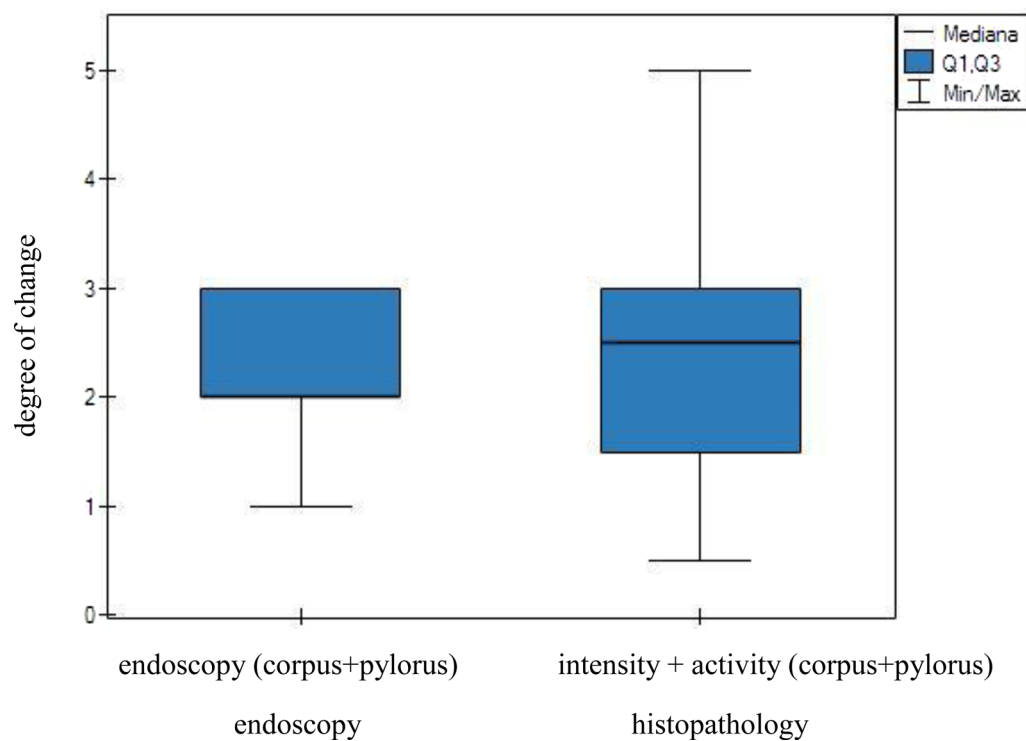 Mediana
Q1,Q3
Min/Max
5
4
3
2
1
0
degree of change
endoscopy (corpus+pylorus)
intensity + activity (corpus+pylorus)
endoscopy
histopathology